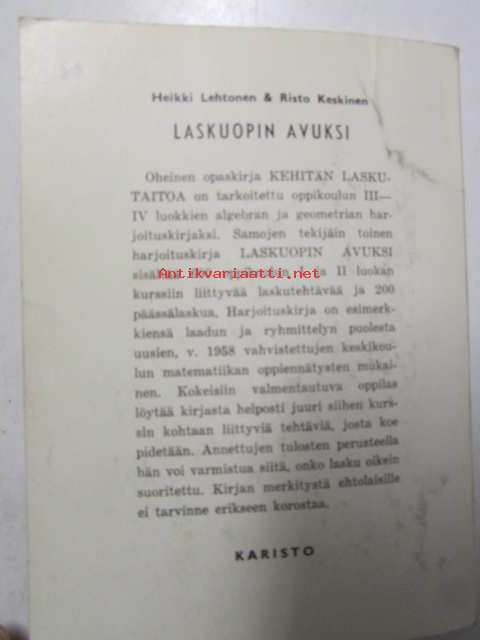 Heikki Lehtonen & Risto Keskinen
LASKUOPIN AVUKSI
Oheinen opaskirja KEHITÄN LASKU-
TAITOA on tarkoitettu oppikoulun III—
IV luokkien algebran ja geometrian har-
joituskirjaksi. Samojen tekijäin toinen
harjoituskirja LASKUOPIN AVUKSI
Antikvariaatti.net
II luokan
kurssiin liittyvää laskutehtävää ja 200
päässälaskua. Harjoituskirja on esimerk-
kiensä laadun ja ryhmittelyn puolesta
uusien, v. 1958 vahvistettujen keskikou-
lun matematiikan oppiennätysten mukai-
nen. Kokeisiin valmentautuva oppilas
löytää kirjasta helposti juuri siihen kurs-
sin kohtaan liittyviä tehtäviä, josta koe
pidetään. Annettujen tulosten perusteella
hän voi varmistua siitä, onko lasku oikein
suoritettu. Kirjan merkitystä ehtolaisille
ei tarvinne erikseen korostaa.
KARISTO